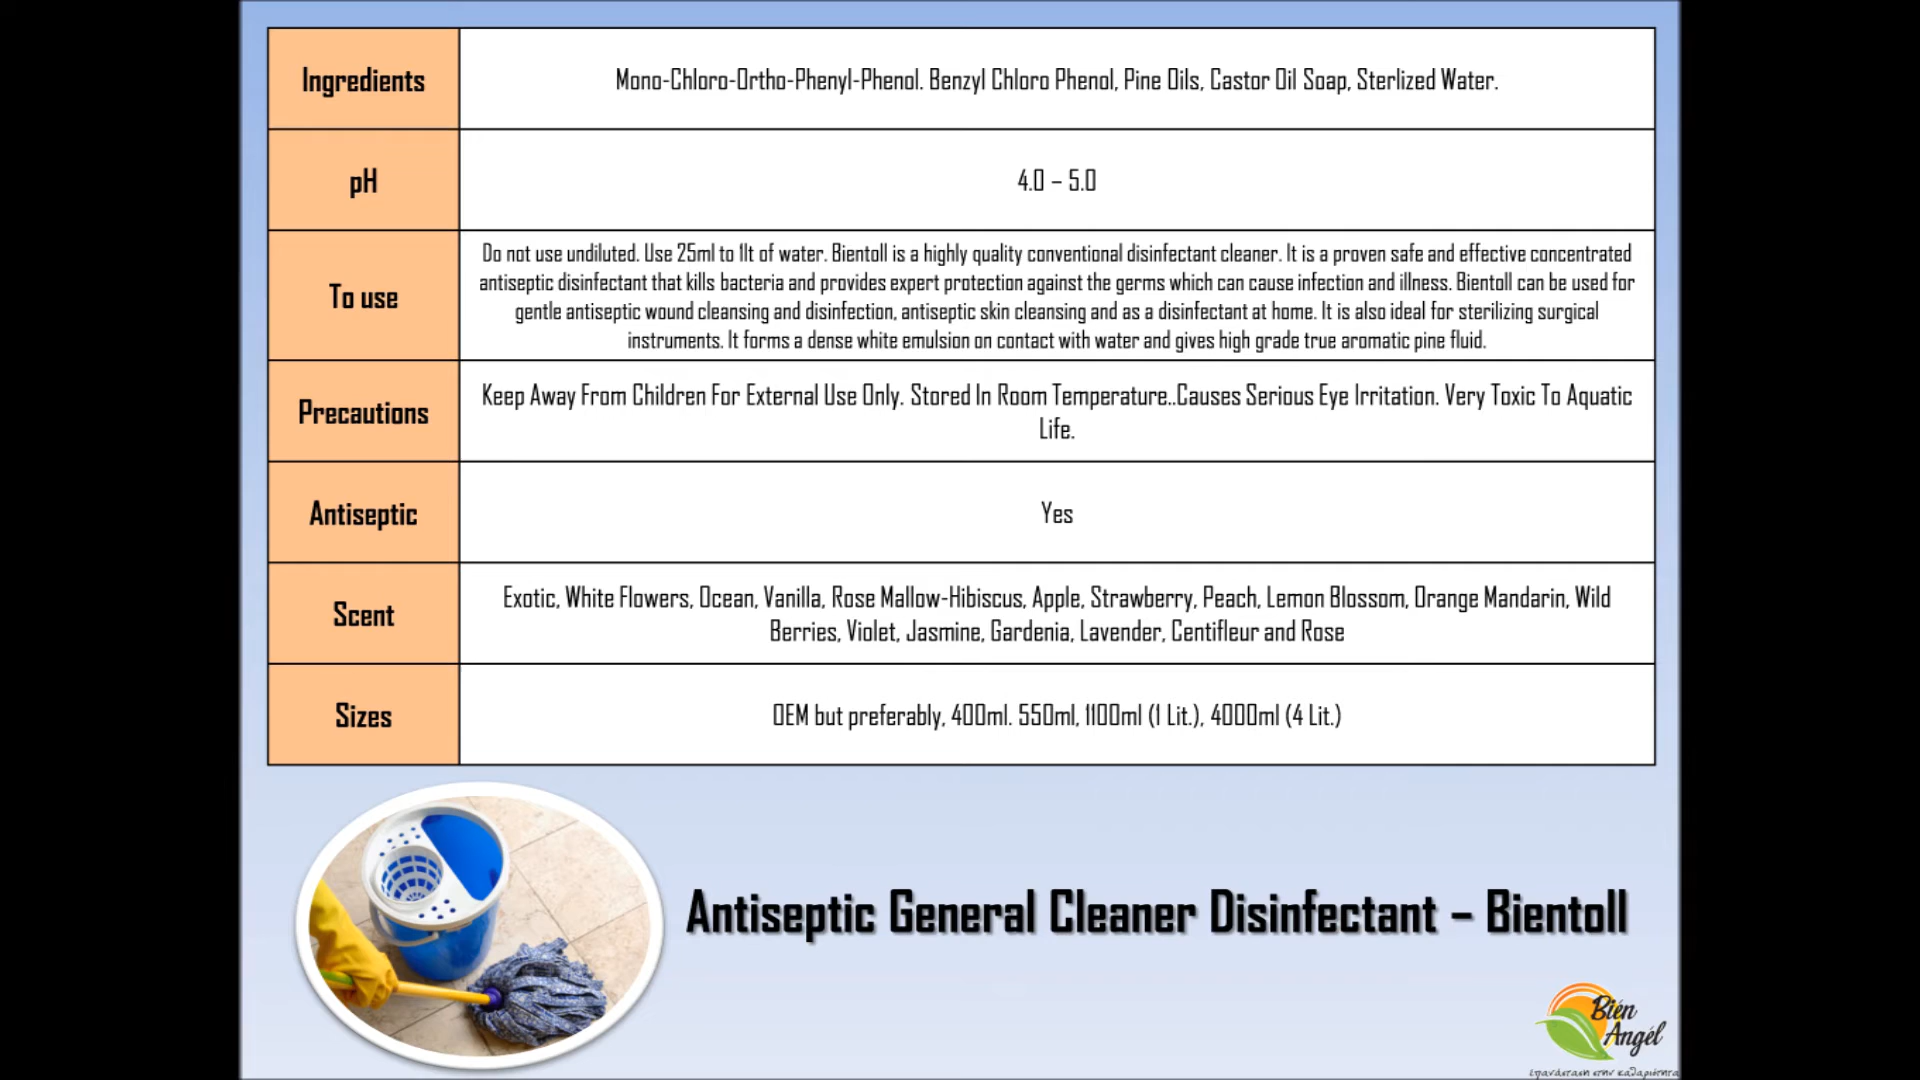 Ingredients
Mono-Chloro-Ortho-Phenyl-Phenol. Benzyl Chloro Phenol, Pine Oils, Castor Oil Soap, Sterlized Water.
pH
4.0 – 5.0
To use
Do not use undiluted. Use 25ml to 1lt of water. Bientoll is a highly quality conventional disinfectant cleaner. It is a proven safe and effective concentrated
antiseptic disinfectant that kills bacteria and provides expert protection against the germs which can cause infection and illness. Bientoll can be used for
gentle antiseptic wound cleansing and disinfection, antiseptic skin cleansing and as a disinfectant at home. It is also ideal for sterilizing surgical
instruments. It forms a dense white emulsion on contact with water and gives high grade true aromatic pine fluid.
Precautions
Keep Away From Children For External Use Only. Stored In Room Temperature..Causes Serious Eye Irritation. Very Toxic To Aquatic
Life.
Antiseptic
Yes
Scent
Exotic, White Flowers, Ocean, Vanilla, Rose Mallow-Hibiscus, Apple, Strawberry, Peach, Lemon Blossom, Orange Mandarin, Wild
Berries, Violet, Jasmine, Gardenia, Lavender, Centifleur and Rose
Sizes
OEM but preferably, 400ml. 550ml, 1100ml (1 Lit.), 4000ml (4 Lit.)
Antiseptic General Cleaner Disinfectant – Bientoll
Bién
Angél
επανάσταση στην καθαριότητα